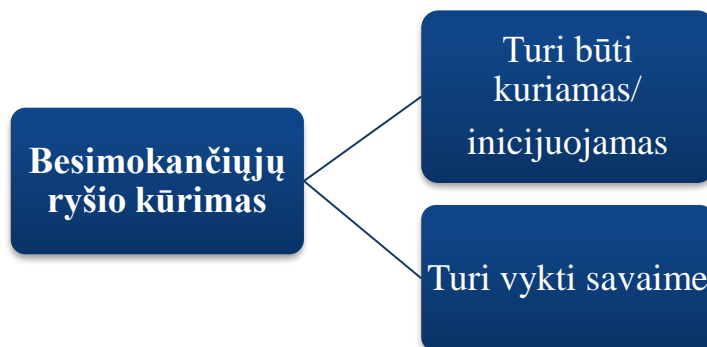 Besimokančiųjų
ryšio kūrimas
Turi būti
kuriamas/
inicijuojamas
Turi vykti savaime